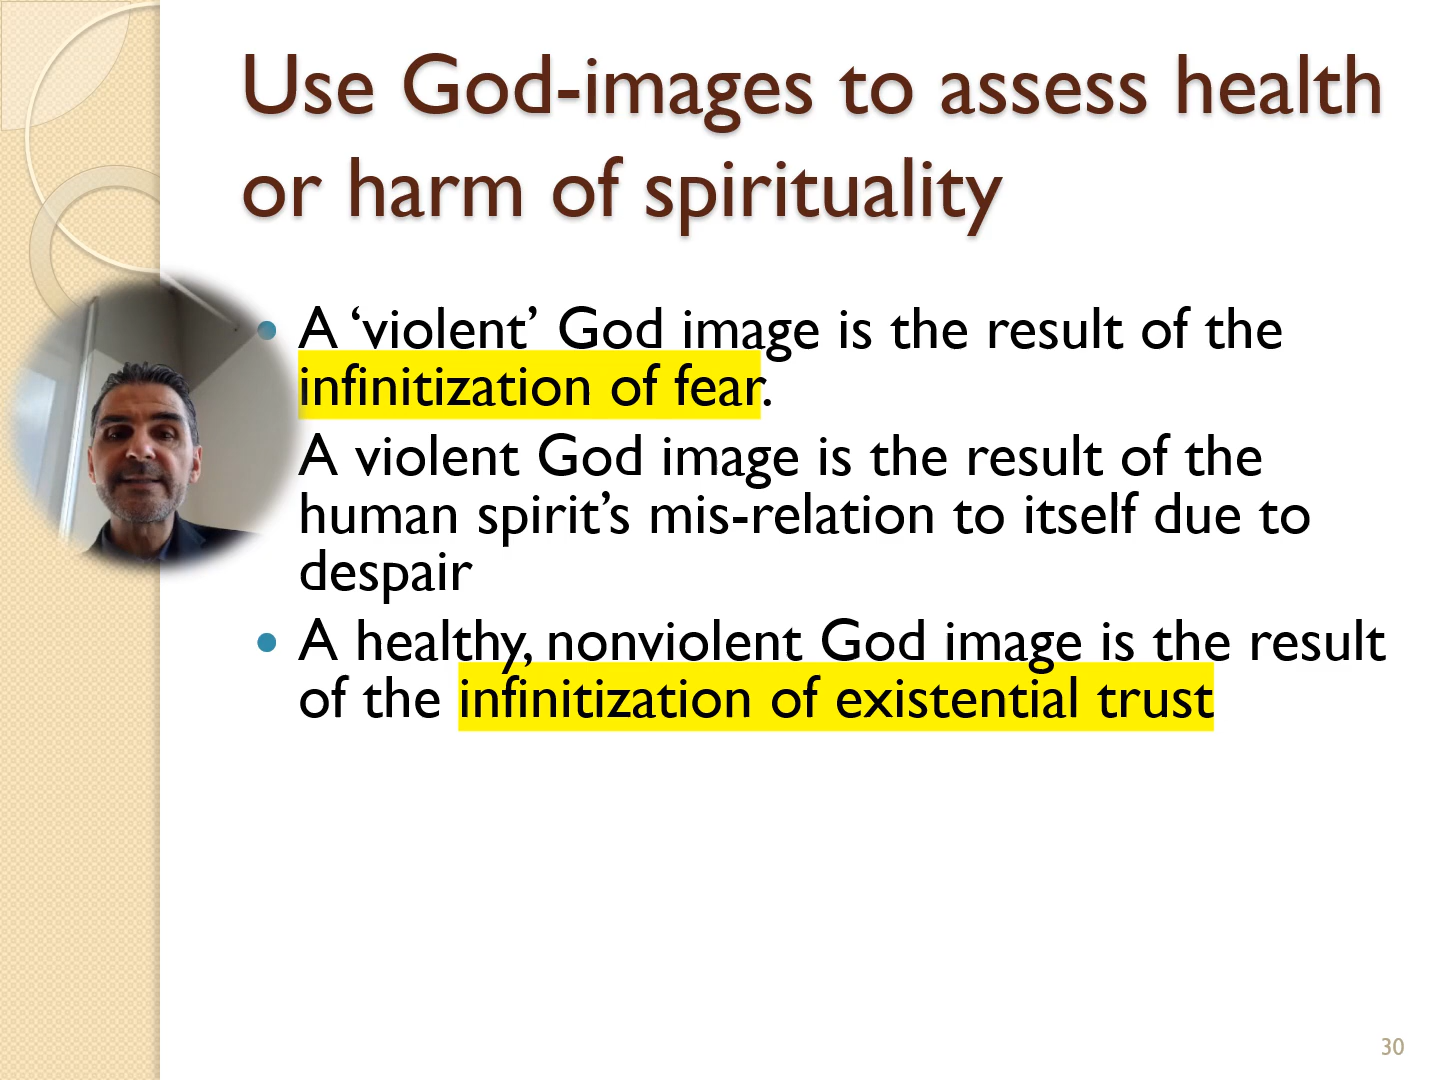 Use God-images to assess health
or harm of spirituality
• A ‘violent’ God image is the result of the
infinitization of fear.
A violent God image is the result of the
human spirit’s mis-relation to itself due to
despair
• A healthy, nonviolent God image is the result
of the infinitization of existential trust
30